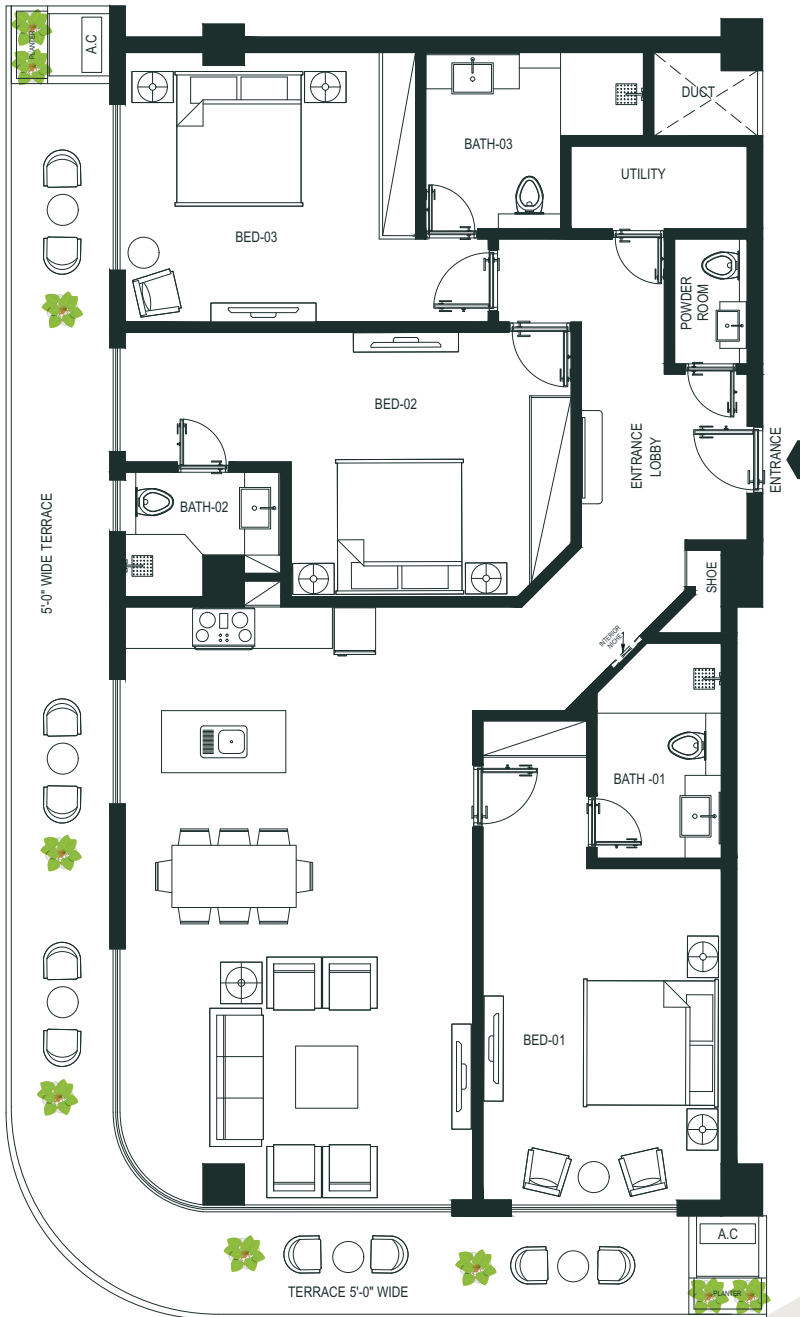 PLANTER
A.C
DUCT
BATH-03
UTILITY
BED-03
POWDER
ROOM
BED-02
ENTRANCE
LOBBY
ENTRANCE
BATH-02
5'-0" WIDE TERRACE
SHOE
INTERIOR
NICHE
BATH -01
BED-01
A.C
TERRACE 5'-0" WIDE
PLANTER